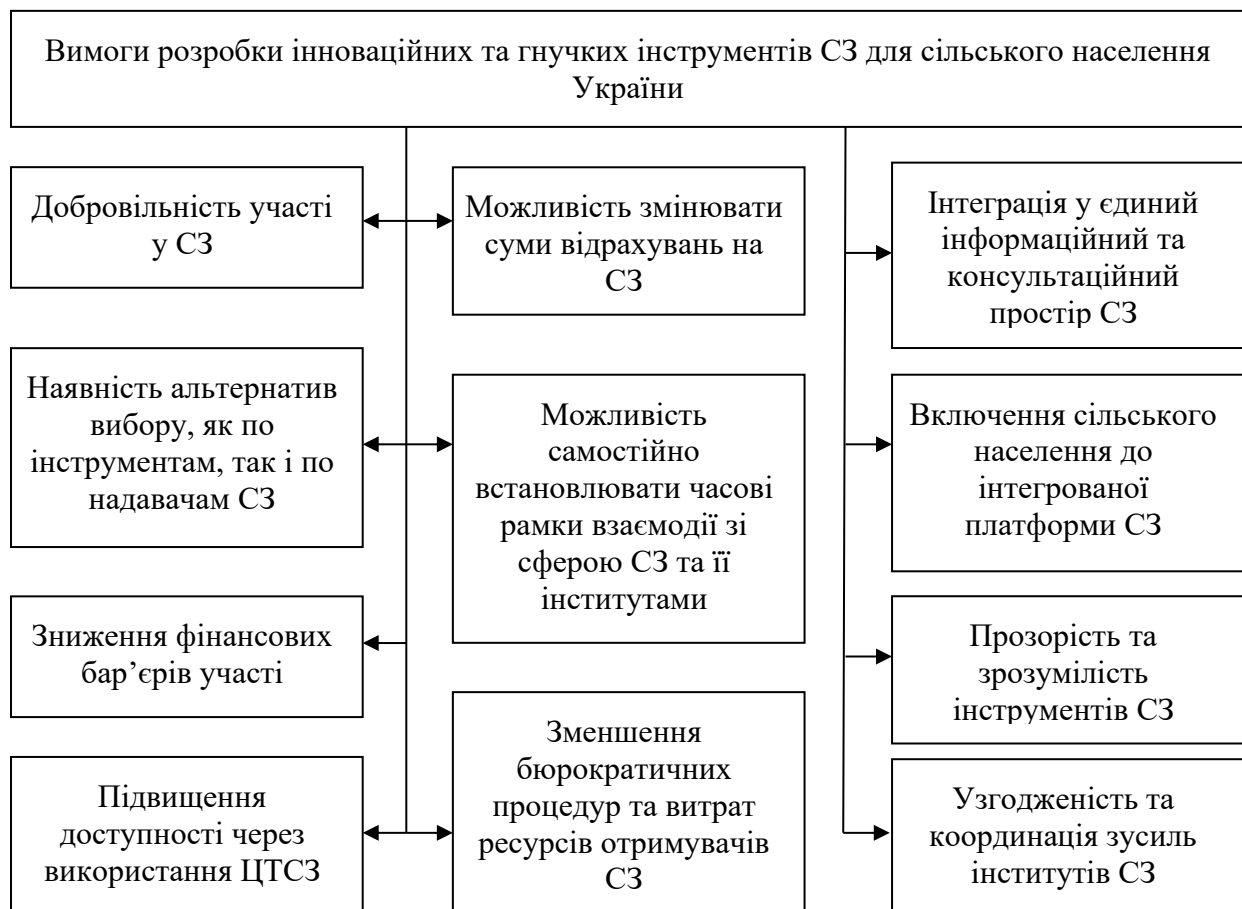 Вимоги розробки інноваційних та гнучких інструментів СЗ для сільського населення
України
Добровільність участі
у СЗ
Можливість змінювати
суми відрахувань на
СЗ
Інтеграція у єдиний
інформаційний та
консультаційний
простір СЗ
Наявність альтернатив
вибору, як по
інструментам, так і по
надавачам СЗ
Можливість
самостійно
встановлювати часові
рамки взаємодії зі
сферою СЗ та її
інститутами
Включення сільського
населення до
інтегрованої
платформи СЗ
Зниження фінансових
бар’єрів участі
Прозорість та
зрозумілість
інструментів СЗ
Підвищення
доступності через
використання ЦТСЗ
Зменшення
бюрократичних
процедур та витрат
ресурсів отримувачів
СЗ
Узгодженість та
координація зусиль
інститутів СЗ